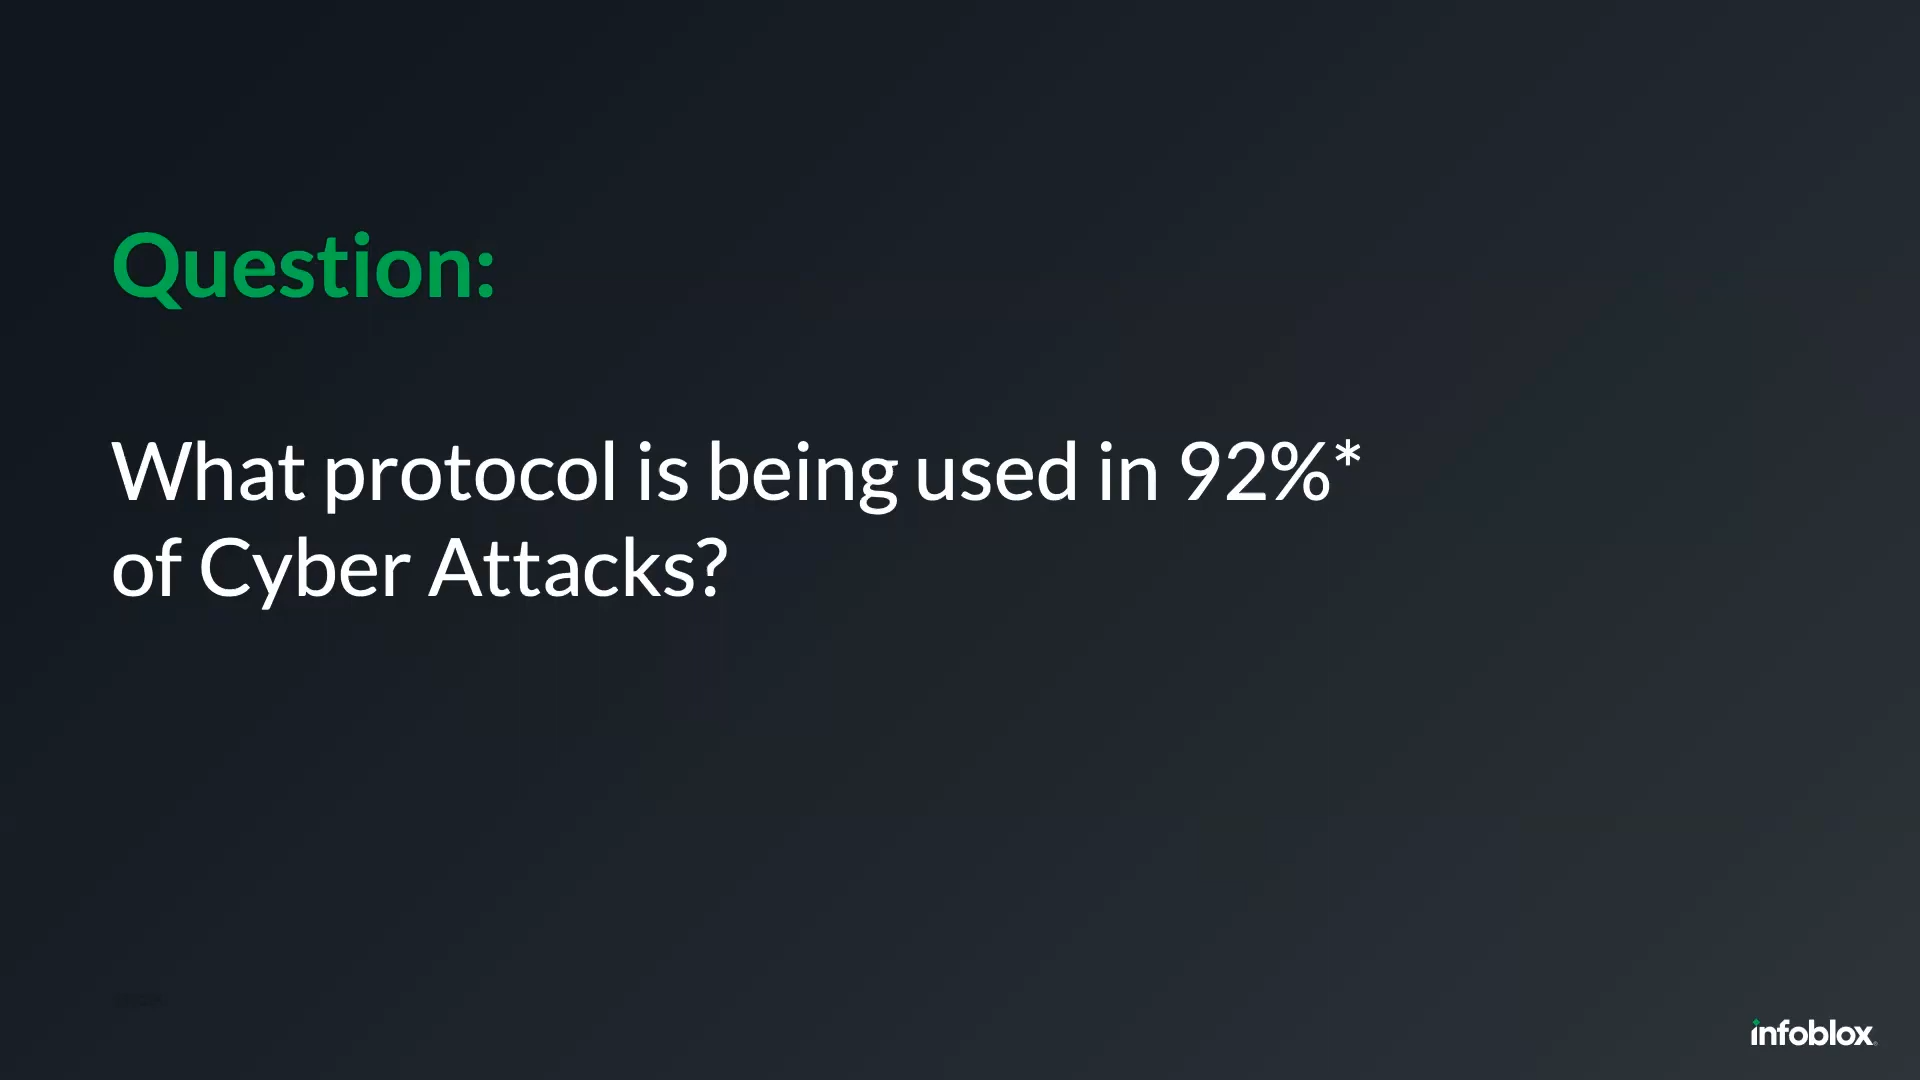 Question:
What protocol is being used in 92%*
of Cyber Attacks?
infoblox